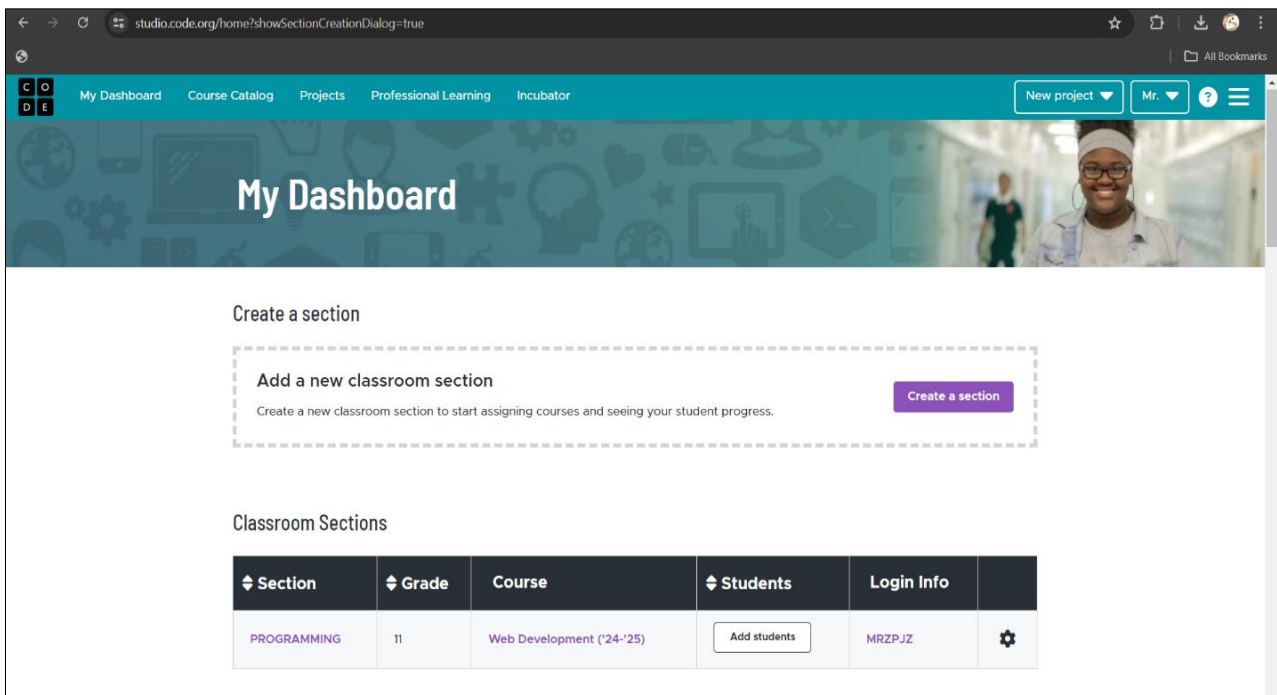 studio.code.org/home?showSectionCreationDialog=true
All Bookmarks
C O
D E
My Dashboard Course Catalog Projects Professional Learning Incubator New project Mr. ?
My Dashboard
Create a section
Add a new classroom section
Create a new classroom section to start assigning courses and seeing your student progress.
Create a section
Classroom Sections
Section Grade Course Students Login Info
PROGRAMMING 11 Web Development ('24-'25) Add students MRZPJZ